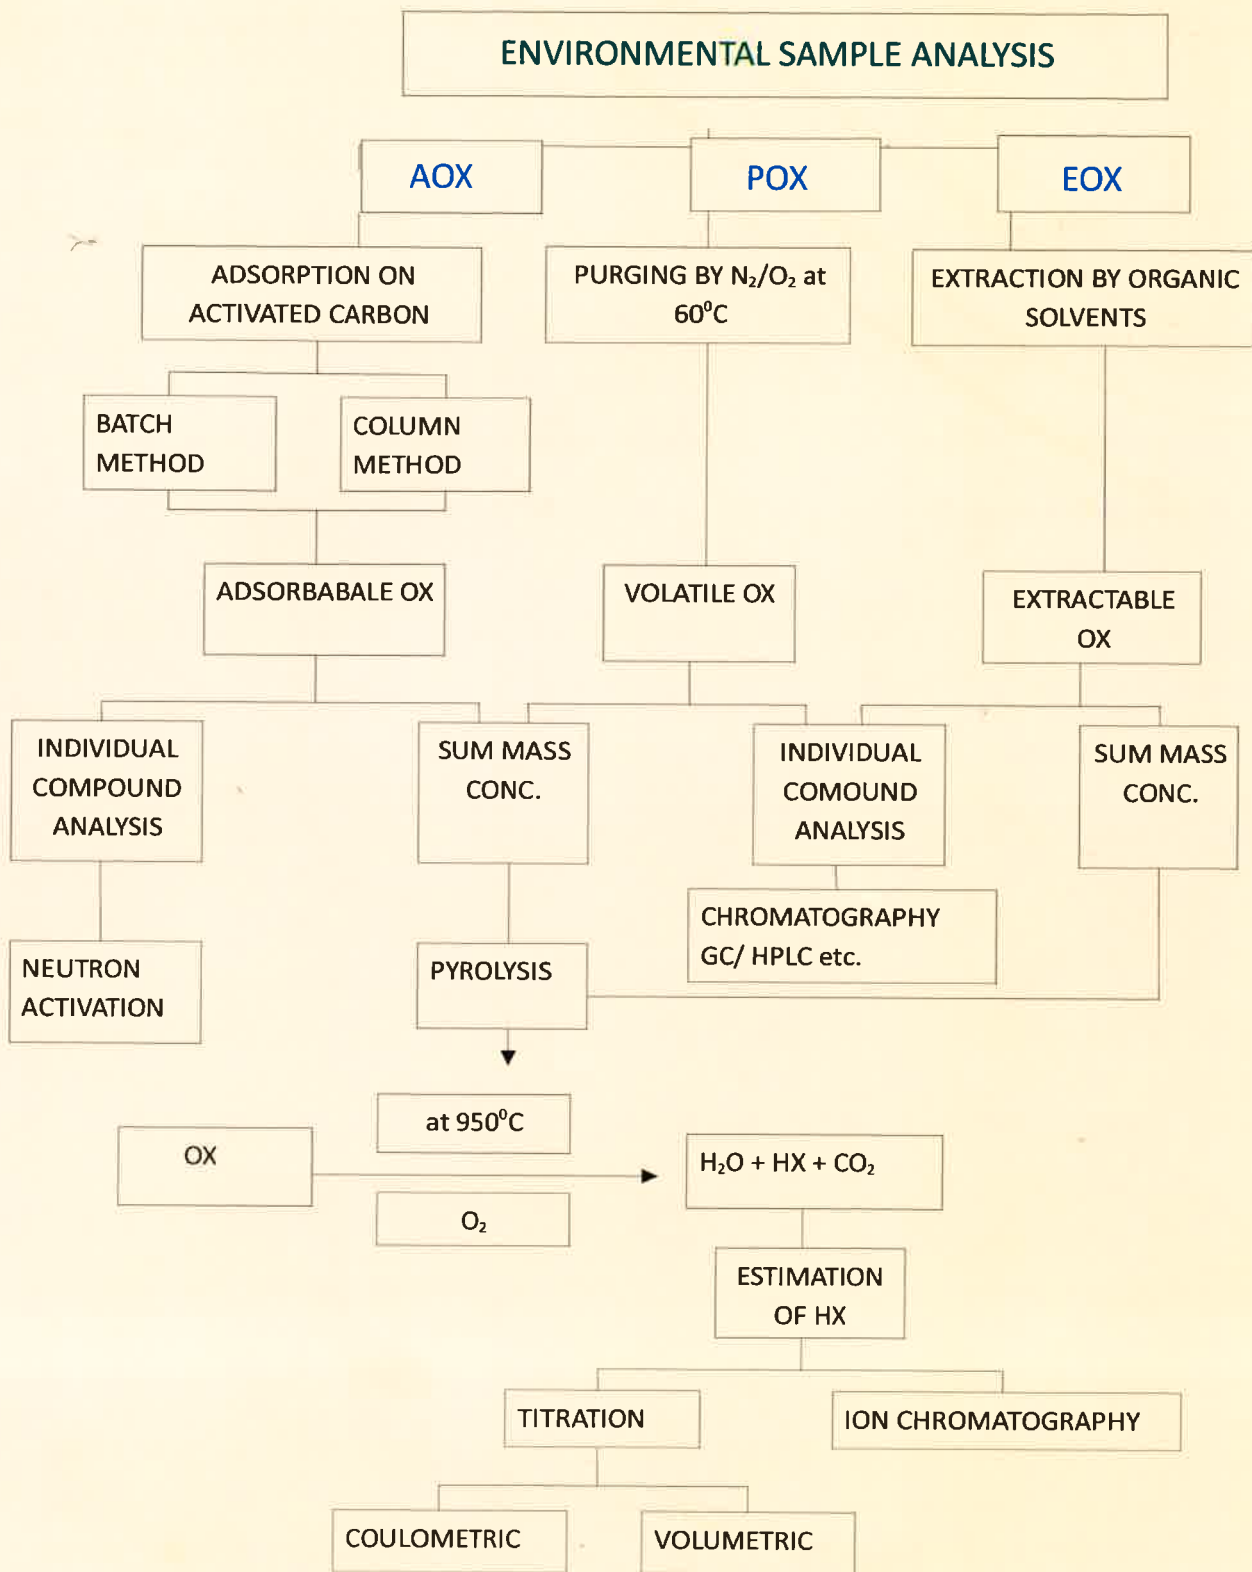 ENVIRONMENTAL SAMPLE ANALYSIS
AOX
POX
EOX
ADSORPTION ON
ACTIVATED CARBON
PURGING BY N₂/O₂ at
60⁰C
EXTRACTION BY ORGANIC
SOLVENTS
BATCH
METHOD
COLUMN
METHOD
ADSORBABALE OX
VOLATILE OX
EXTRACTABLE
OX
INDIVIDUAL
COMPOUND
ANALYSIS
SUM MASS
CONC.
INDIVIDUAL
COMOUND
ANALYSIS
SUM MASS
CONC.
NEUTRON
ACTIVATION
PYROLYSIS
CHROMATOGRAPHY
GC/ HPLC etc.
at 950⁰C
OX
O₂
H₂O + HX + CO₂
ESTIMATION
OF HX
TITRATION
ION CHROMATOGRAPHY
COULOMETRIC
VOLUMETRIC